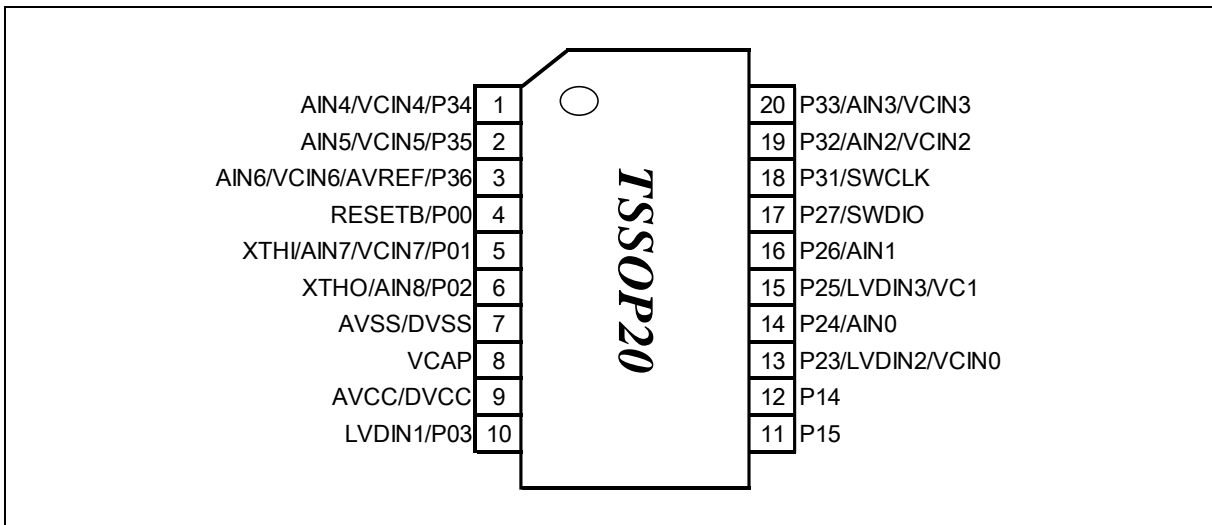 AIN4/VCIN4/P34 1
AIN5/VCIN5/P35 2
AIN6/VCIN6/AVREF/P36 3
RESETB/P00 4
XTHI/AIN7/VCIN7/P01 5
XTHO/AIN8/P02 6
AVSS/DVSS 7
VCAP 8
AVCC/DVCC 9
LVDIN1/P03 10
TSSOP20
20 P33/AIN3/VCIN3
19 P32/AIN2/VCIN2
18 P31/SWCLK
17 P27/SWDIO
16 P26/AIN1
15 P25/LVDIN3/VC1
14 P24/AIN0
13 P23/LVDIN2/VCIN0
12 P14
11 P15